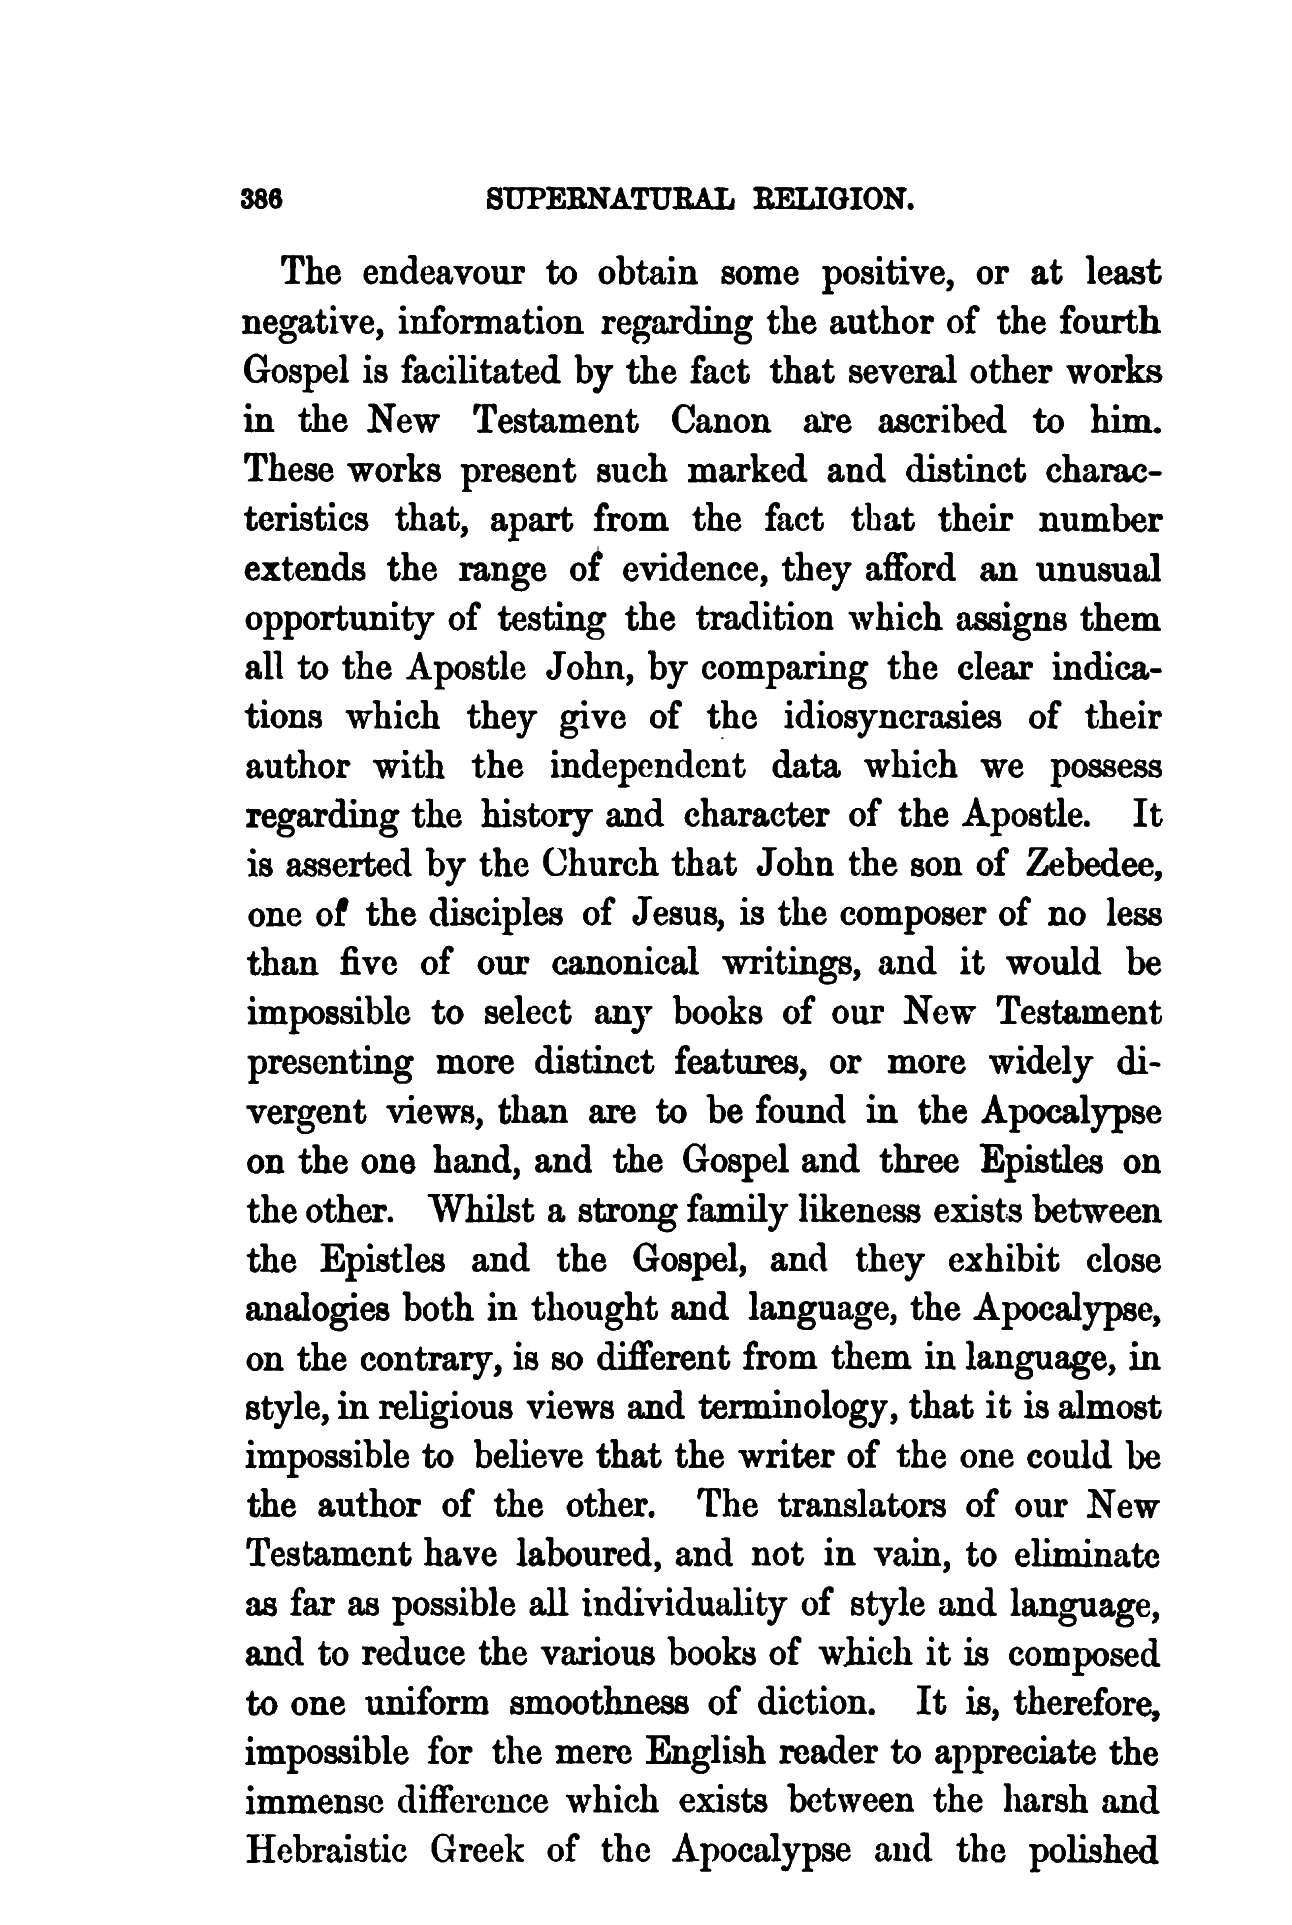 386 SUPERNATURAL RELIGION.
The endeavour to obtain some positive, or at least
negative, information regarding the author of the fourth
Gospel is facilitated by the fact that several other works
in the New Testament Canon are ascribed to him.
These works present such marked and distinct charac-
teristics that, apart from the fact that their number
extends the range of evidence, they afford an unusual
opportunity of testing the tradition which assigns them
all to the Apostle John, by comparing the clear indica-
tions which they give of the idiosyncrasies of their
author with the independent data which we possess
regarding the history and character of the Apostle. It
is asserted by the Church that John the son of Zebedee,
one of the disciples of Jesus, is the composer of no less
than five of our canonical writings, and it would be
impossible to select any books of our New Testament
presenting more distinct features, or more widely di-
vergent views, than are to be found in the Apocalypse
on the one hand, and the Gospel and three Epistles on
the other. Whilst a strong family likeness exists between
the Epistles and the Gospel, and they exhibit close
analogies both in thought and language, the Apocalypse,
on the contrary, is so different from them in language, in
style, in religious views and terminology, that it is almost
impossible to believe that the writer of the one could be
the author of the other. The translators of our New
Testament have laboured, and not in vain, to eliminate
as far as possible all individuality of style and language,
and to reduce the various books of which it is composed
to one uniform smoothness of diction. It is, therefore,
impossible for the mere English reader to appreciate the
immense difference which exists between the harsh and
Hebraistic Greek of the Apocalypse and the polished